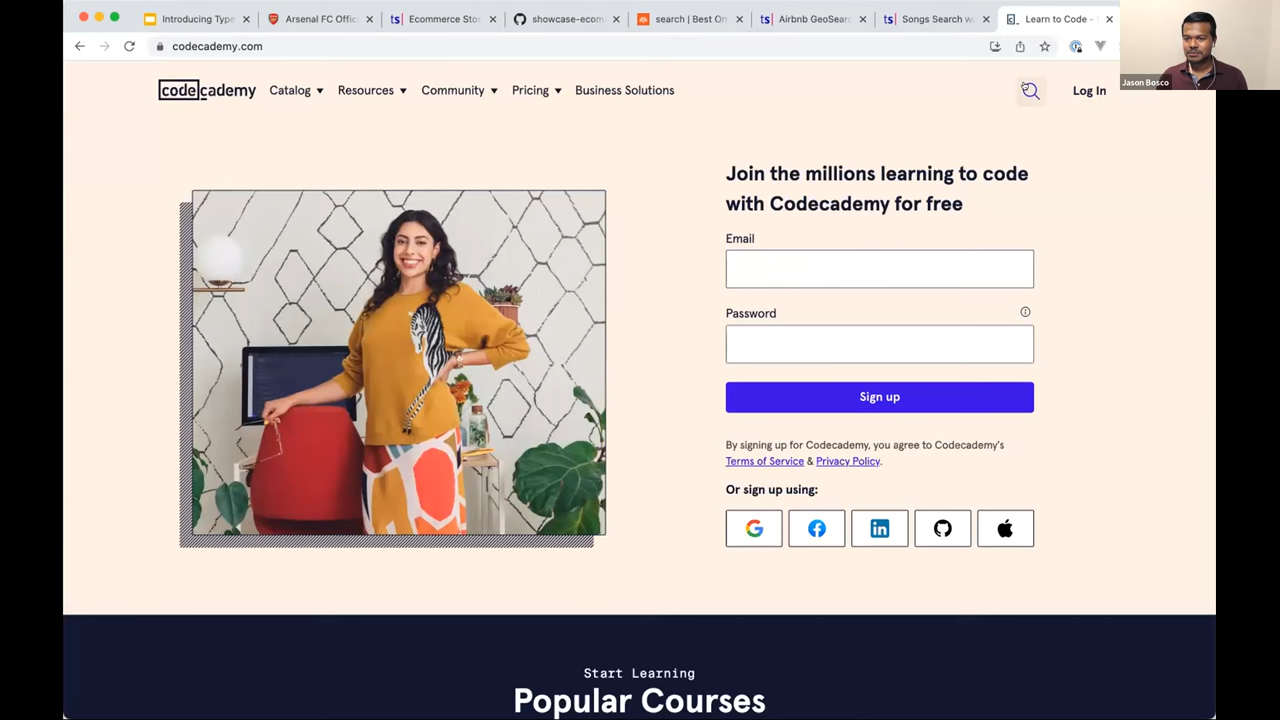 Introducing Type
Arsenal FC Offic
ts Ecommerce Stor
showcase-ecom
search | Best On
ts Airbnb GeoSearc
ts Songs Search w
Learn to Code -
codecademy.com
Jason Bosco
codecademy
Catalog
Resources
Community
Pricing
Business Solutions
Log In
Join the millions learning to code
with Codecademy for free
Email
Password
Sign up
By signing up for Codecademy, you agree to Codecademy's
Terms of Service & Privacy Policy.
Or sign up using:
Start Learning
Popular Courses